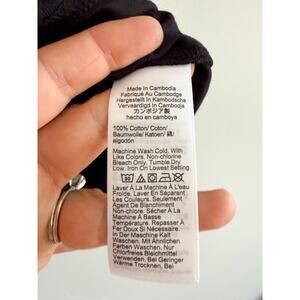 Made In Cambodia
Fabriqué Au Cambodge
Hergestellt In Kambodscha
Vervaardigd In Cambodja
カンボジア製
hecho en camboya
100% Cotton/ Coton/
Baumwolle/ Katoen/ 綿/
algodón
Machine Wash Cold, With
Like Colors. Non-chlorine
Bleach Only, Tumble Dry
Low. Iron On Lowest Setting
Laver À La Machine À L'eau
Froide. Laver En Séparant
Les Couleurs. Seulement
Agent De Blanchiment
Non-chlore. Sécher À La
Machine À Basse
Température. Repasser À
Fer Doux Si Nécessaire.
In Der Maschine Kalt
Waschen, Mit Ähnlichen
Farben Waschen. Nur
Chlorfreies Bleichmittel
Verwenden. Bei Geringer
Wärme Trocknen, Bei